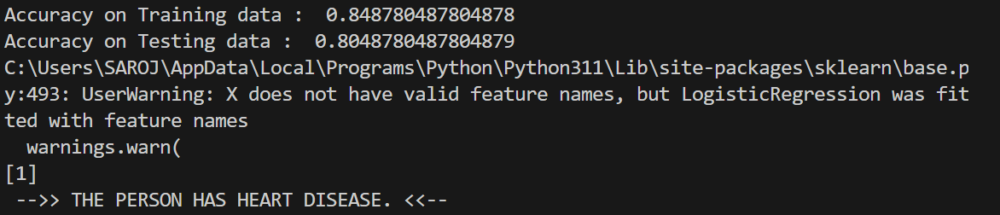 Accuracy on Training data :  0.848780487804878
Accuracy on Testing data :  0.8048780487804879
C:\Users\SAROJ\AppData\Local\Programs\Python\Python311\Lib\site-packages\sklearn\base.p
y:493: UserWarning: X does not have valid feature names, but LogisticRegression was fit
ted with feature names
  warnings.warn(
[1]
 -->> THE PERSON HAS HEART DISEASE. <<--